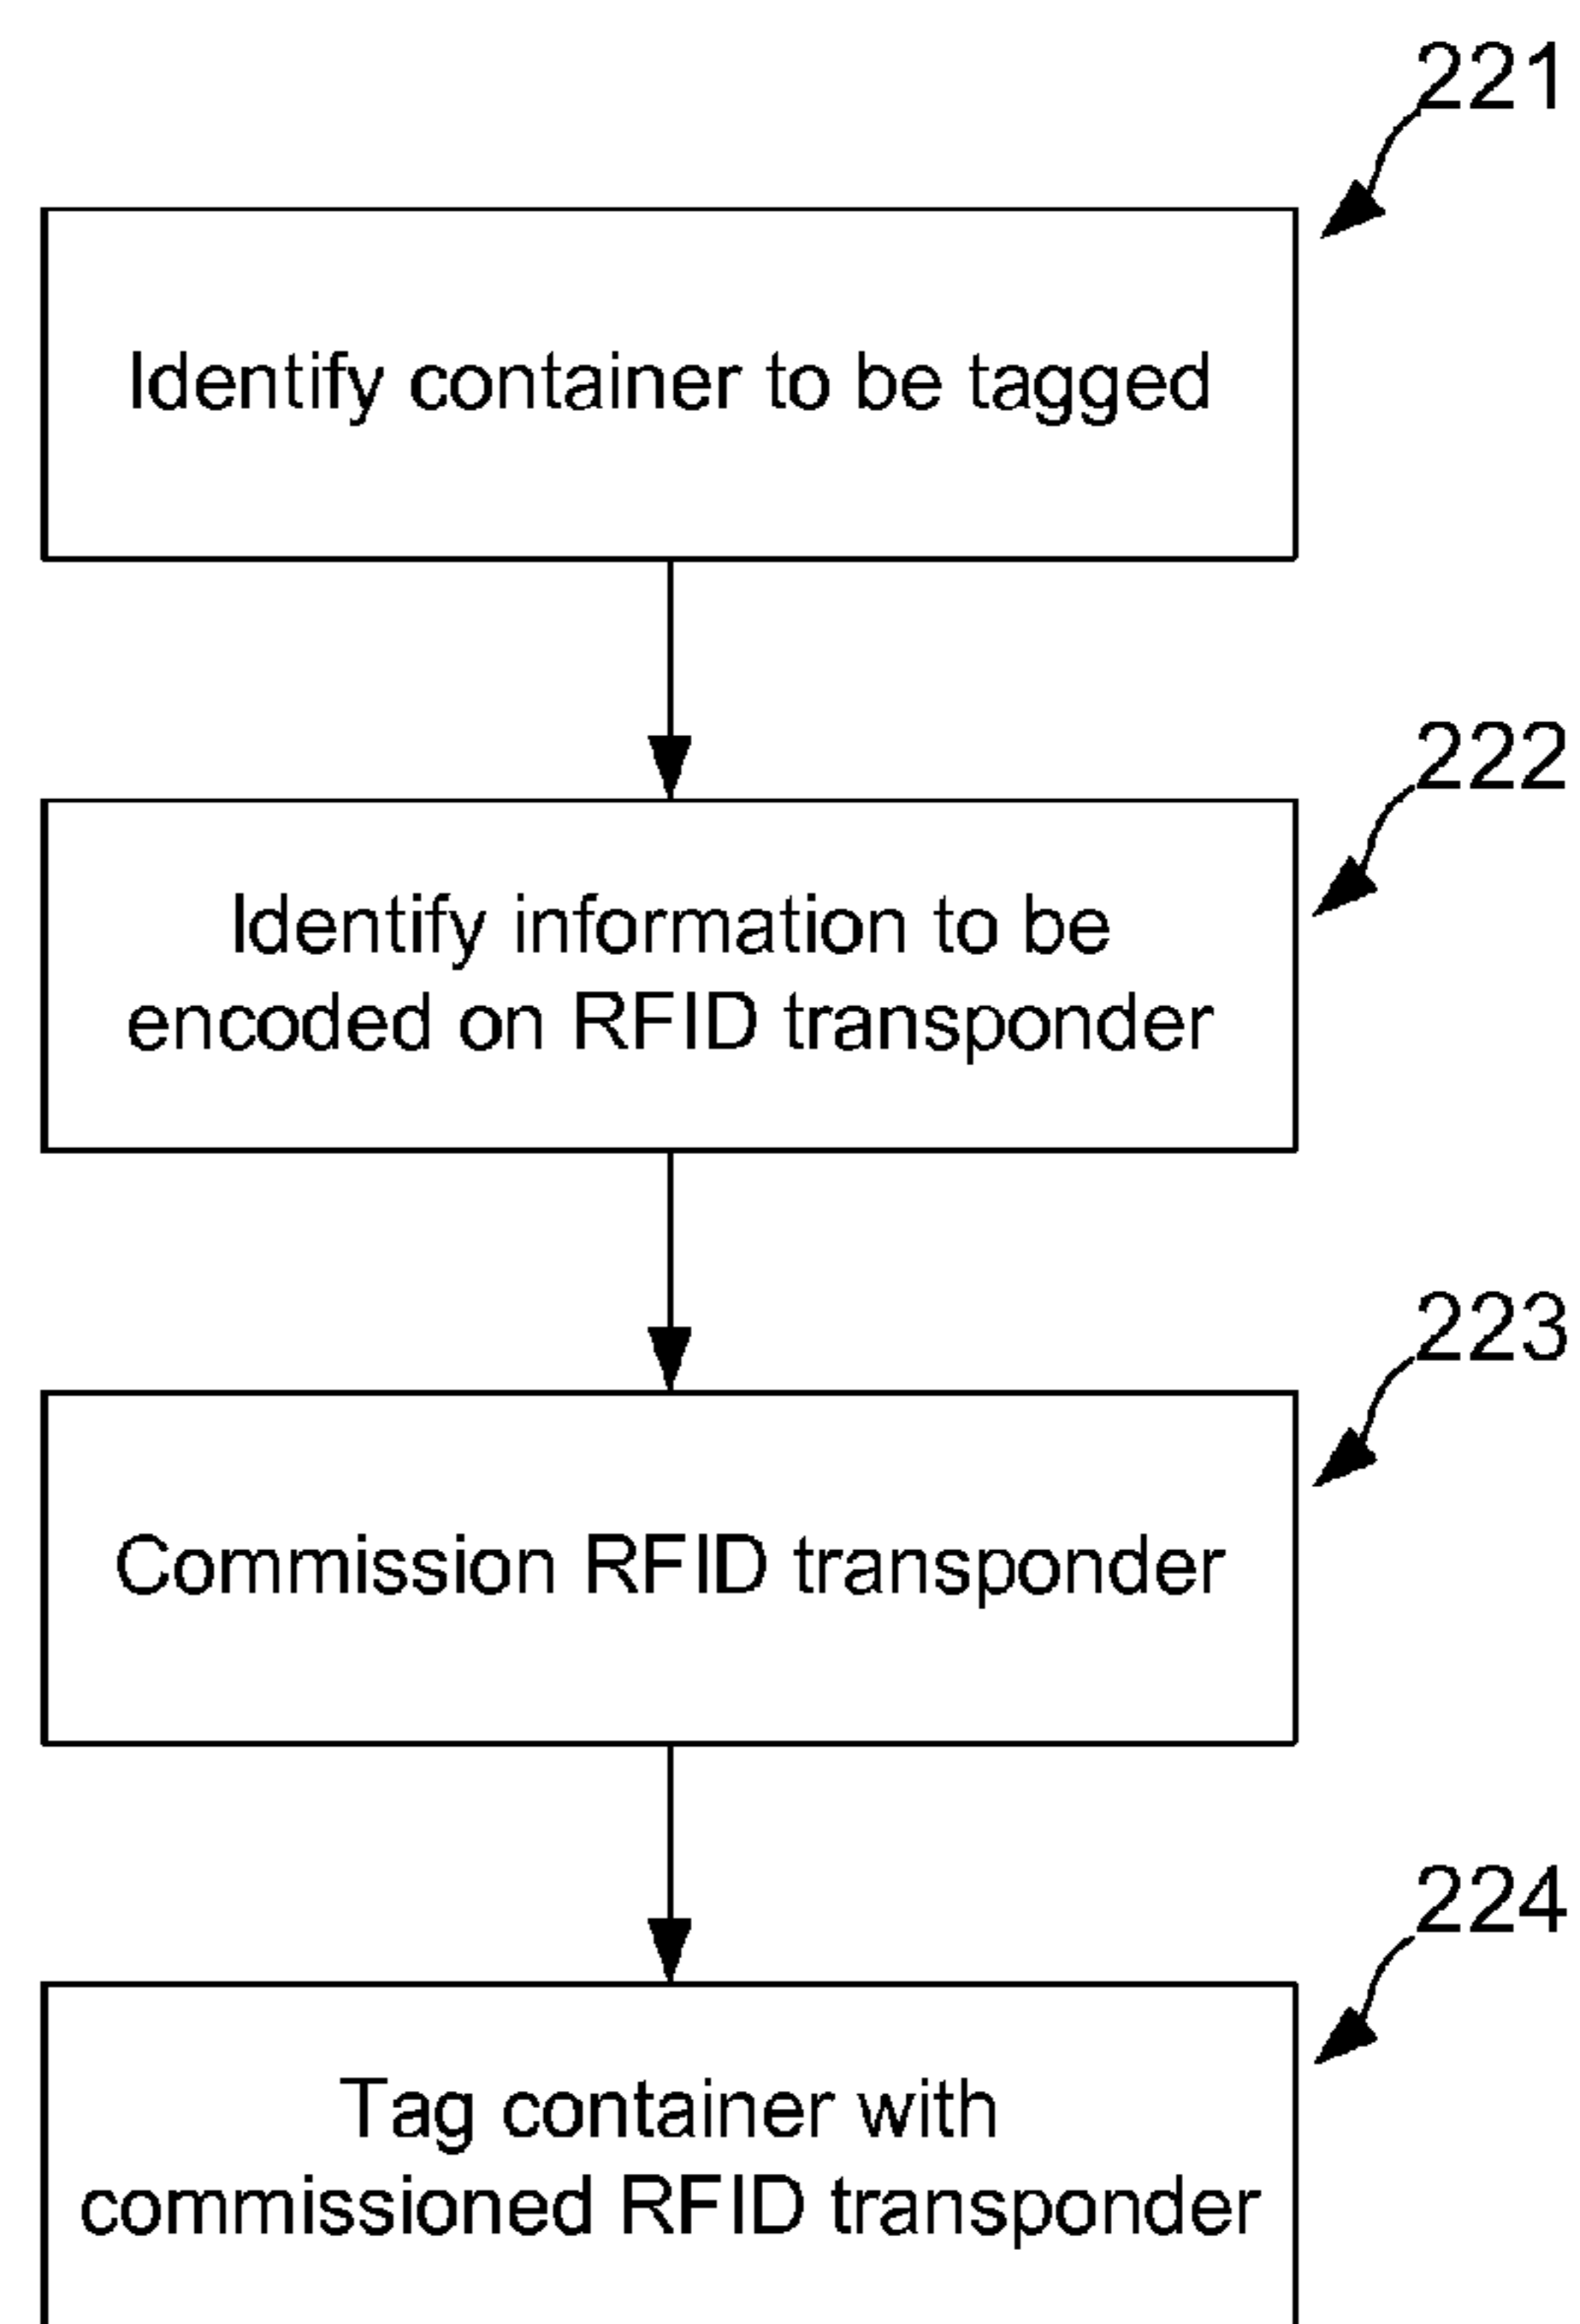 221
Identify container to be tagged
222
Identify information to be
encoded on RFID transponder
223
Commission RFID transponder
224
Tag container with
commissioned RFID transponder